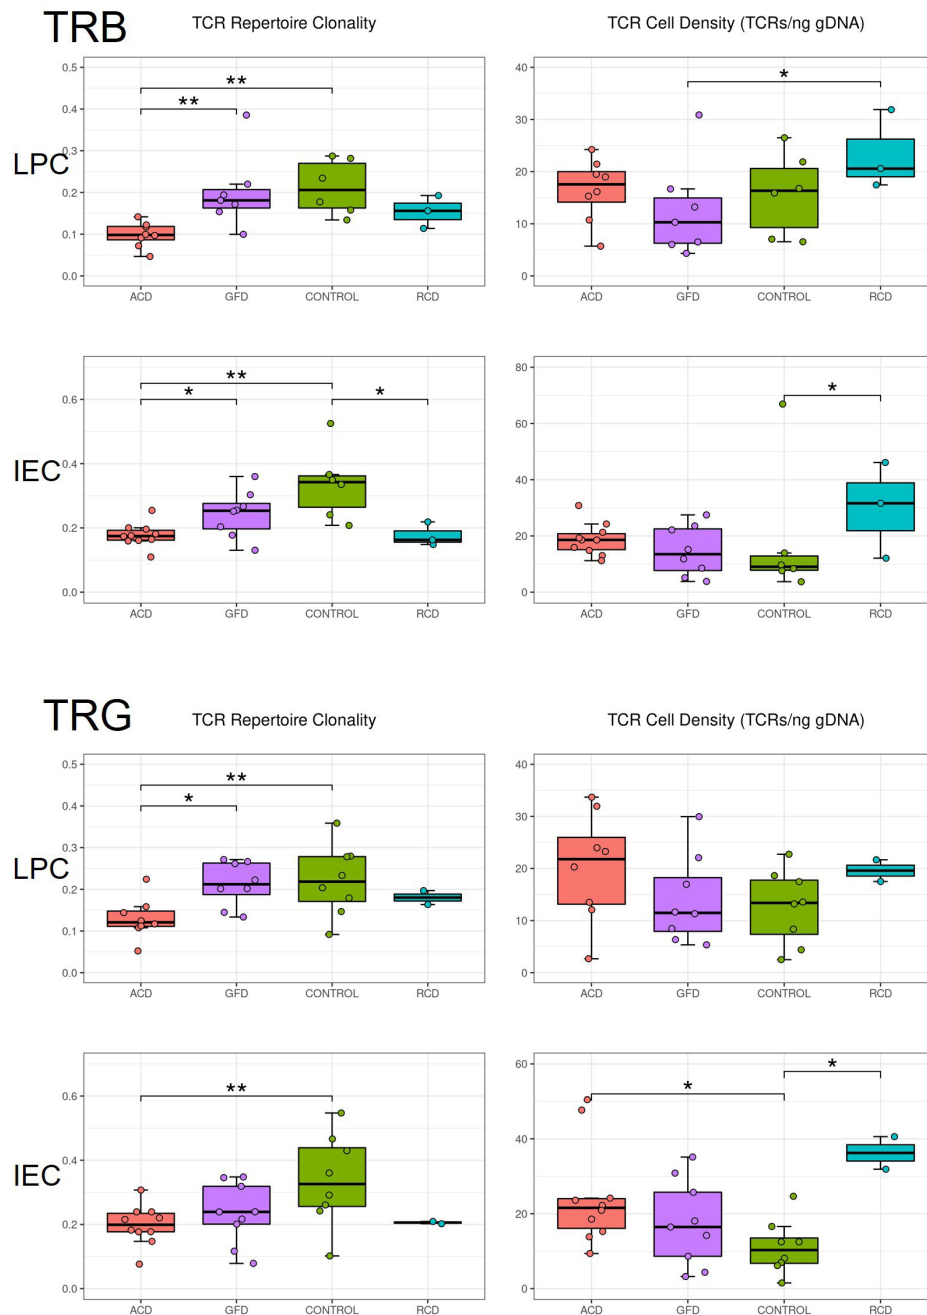 TRB
TCR Repertoire Clonality
TCR Cell Density (TCRs/ng gDNA)
LPC
0.5
0.4
0.3
0.2
0.1
0.0
**
**
ACD GFD CONTROL RCD
40
30
20
10
0
*
ACD GFD CONTROL RCD
IEC
0.6
0.4
0.2
0.0
**
*
*
ACD GFD CONTROL RCD
80
60
40
20
0
*
ACD GFD CONTROL RCD
TRG
TCR Repertoire Clonality
TCR Cell Density (TCRs/ng gDNA)
LPC
0.5
0.4
0.3
0.2
0.1
0.0
**
*
ACD GFD CONTROL RCD
40
30
20
10
0
ACD GFD CONTROL RCD
IEC
0.6
0.4
0.2
0.0
**
ACD GFD CONTROL RCD
60
40
20
0
*
*
ACD GFD CONTROL RCD